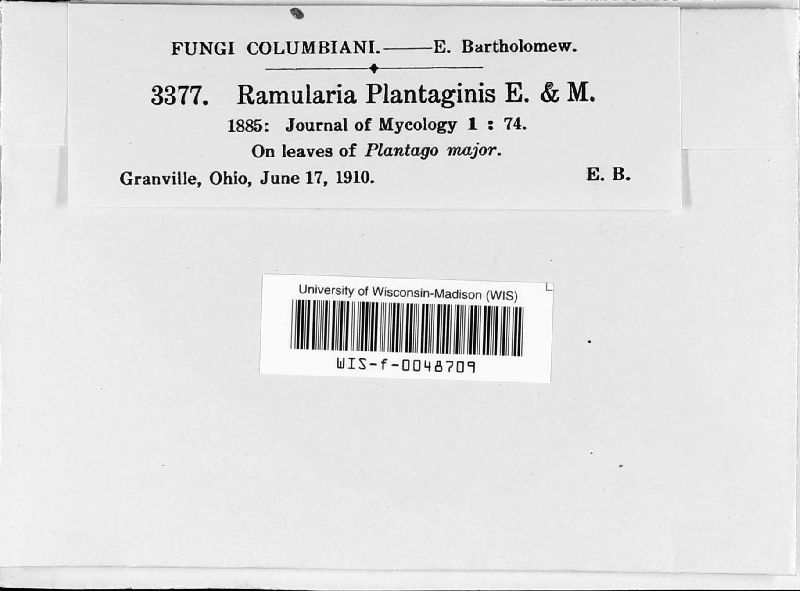 FUNGI COLUMBIANI.——E. Bartholomew.
3377. Ramularia Plantaginis E. & M.
1885: Journal of Mycology 1 : 74.
On leaves of Plantago major.
Granville, Ohio, June 17, 1910. E. B.
University of Wisconsin-Madison (WIS)
WIS-f-0048709